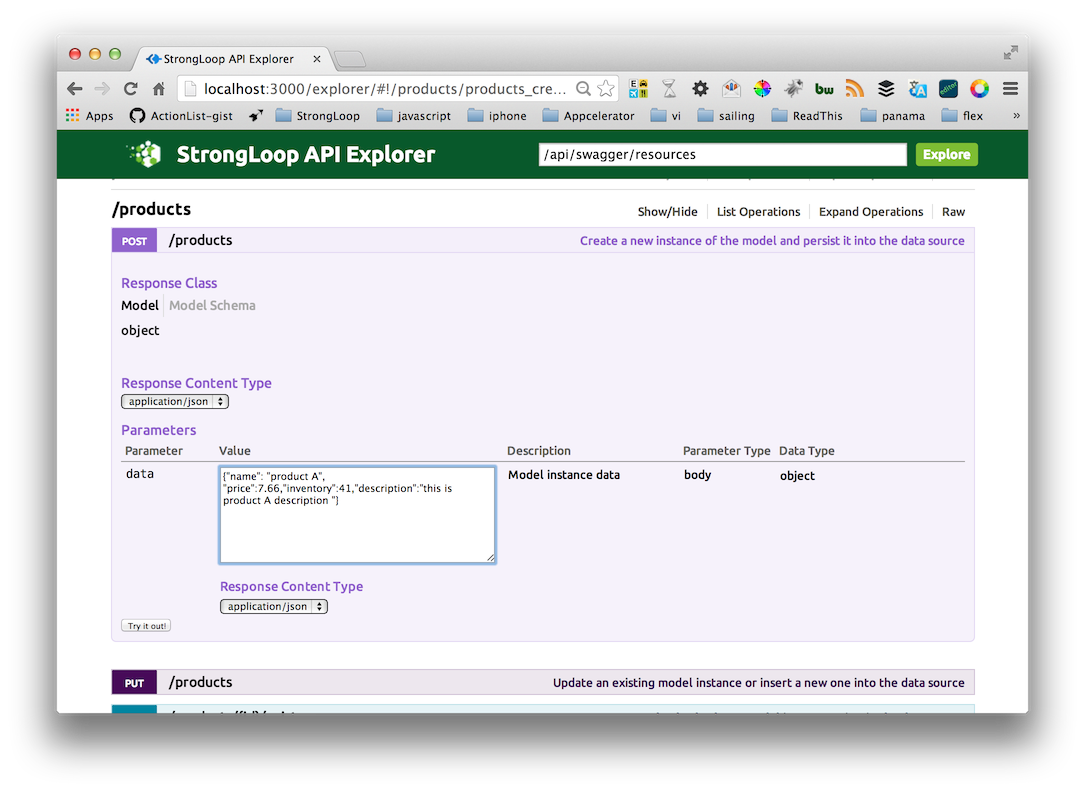 StrongLoop API Explorer
localhost:3000/explorer/#!/products/products_cre...
bw
Apps ActionList-gist StrongLoop javascript iphone Appcelerator vi sailing ReadThis panama flex »
StrongLoop API Explorer /api/swagger/resources Explore
/products Show/Hide List Operations Expand Operations Raw
POST /products Create a new instance of the model and persist it into the data source
Response Class
Model Model Schema
object
Response Content Type
application/json
Parameters
Parameter Value Description Parameter Type Data Type
data {"name": "product A", Model instance data body object
"price":7.66,"inventory":41,"description":"this is
product A description "}
Response Content Type
application/json
Try it out!
PUT /products Update an existing model instance or insert a new one into the data source